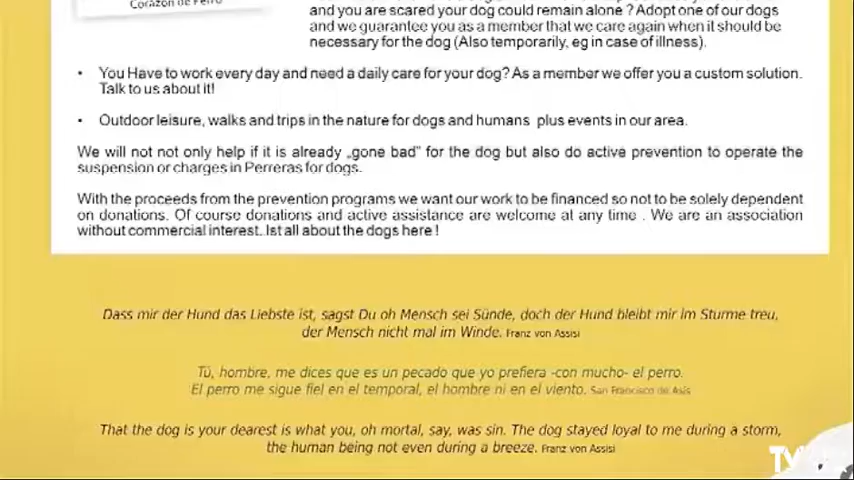 Corazón de Perro
and you are scared your dog could remain alone ? Adopt one of our dogs
and we guarantee you as a member that we care again when it should be
necessary for the dog (Also temporarily, eg in case of illness).
• You Have to work every day and need a daily care for your dog? As a member we offer you a custom solution.
Talk to us about it!
• Outdoor leisure, walks and trips in the nature for dogs and humans plus events in our area.
We will not not only help if it is already „gone bad" for the dog but also do active prevention to operate the
suspension or charges in Perreras for dogs.
With the proceeds from the prevention programs we want our work to be financed so not to be solely dependent
on donations. Of course donations and active assistance are welcome at any time . We are an association
without commercial interest. Ist all about the dogs here !
Dass mir der Hund das Liebste ist, sagst Du oh Mensch sei Sünde, doch der Hund bleibt mir im Sturme treu,
der Mensch nicht mal im Winde. Franz von Assisi
Tú, hombre, me dices que es un pecado que yo prefiera -con mucho- el perro.
El perro me sigue fiel en el temporal, el hombre ni en el viento. San Francisco de Asis
That the dog is your dearest is what you, oh mortal, say, was sin. The dog stayed loyal to me during a storm,
the human being not even during a breeze. Franz von Assisi